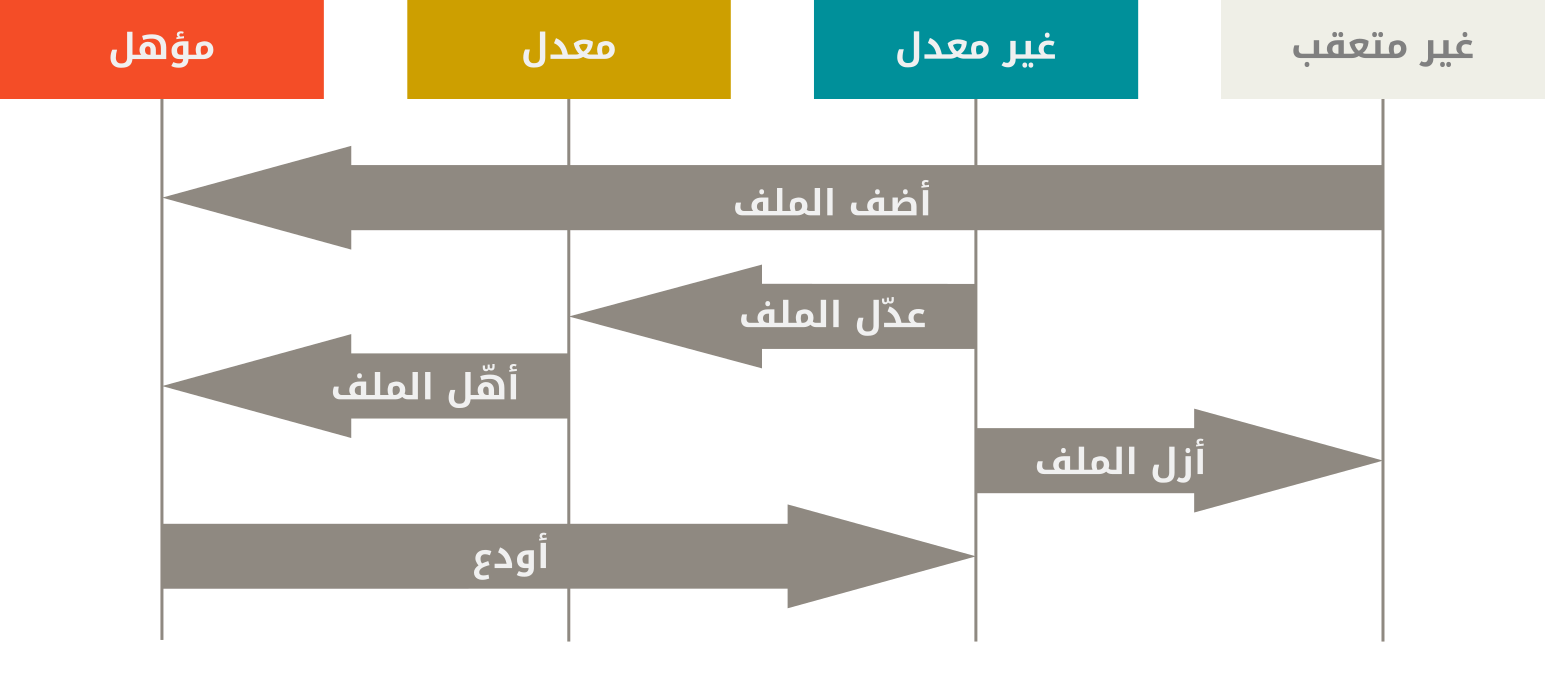 غير متعقب
غير معدل
معدل
مؤهل
أضف الملف
عدّل الملف
أهّل الملف
أزل الملف
أودع